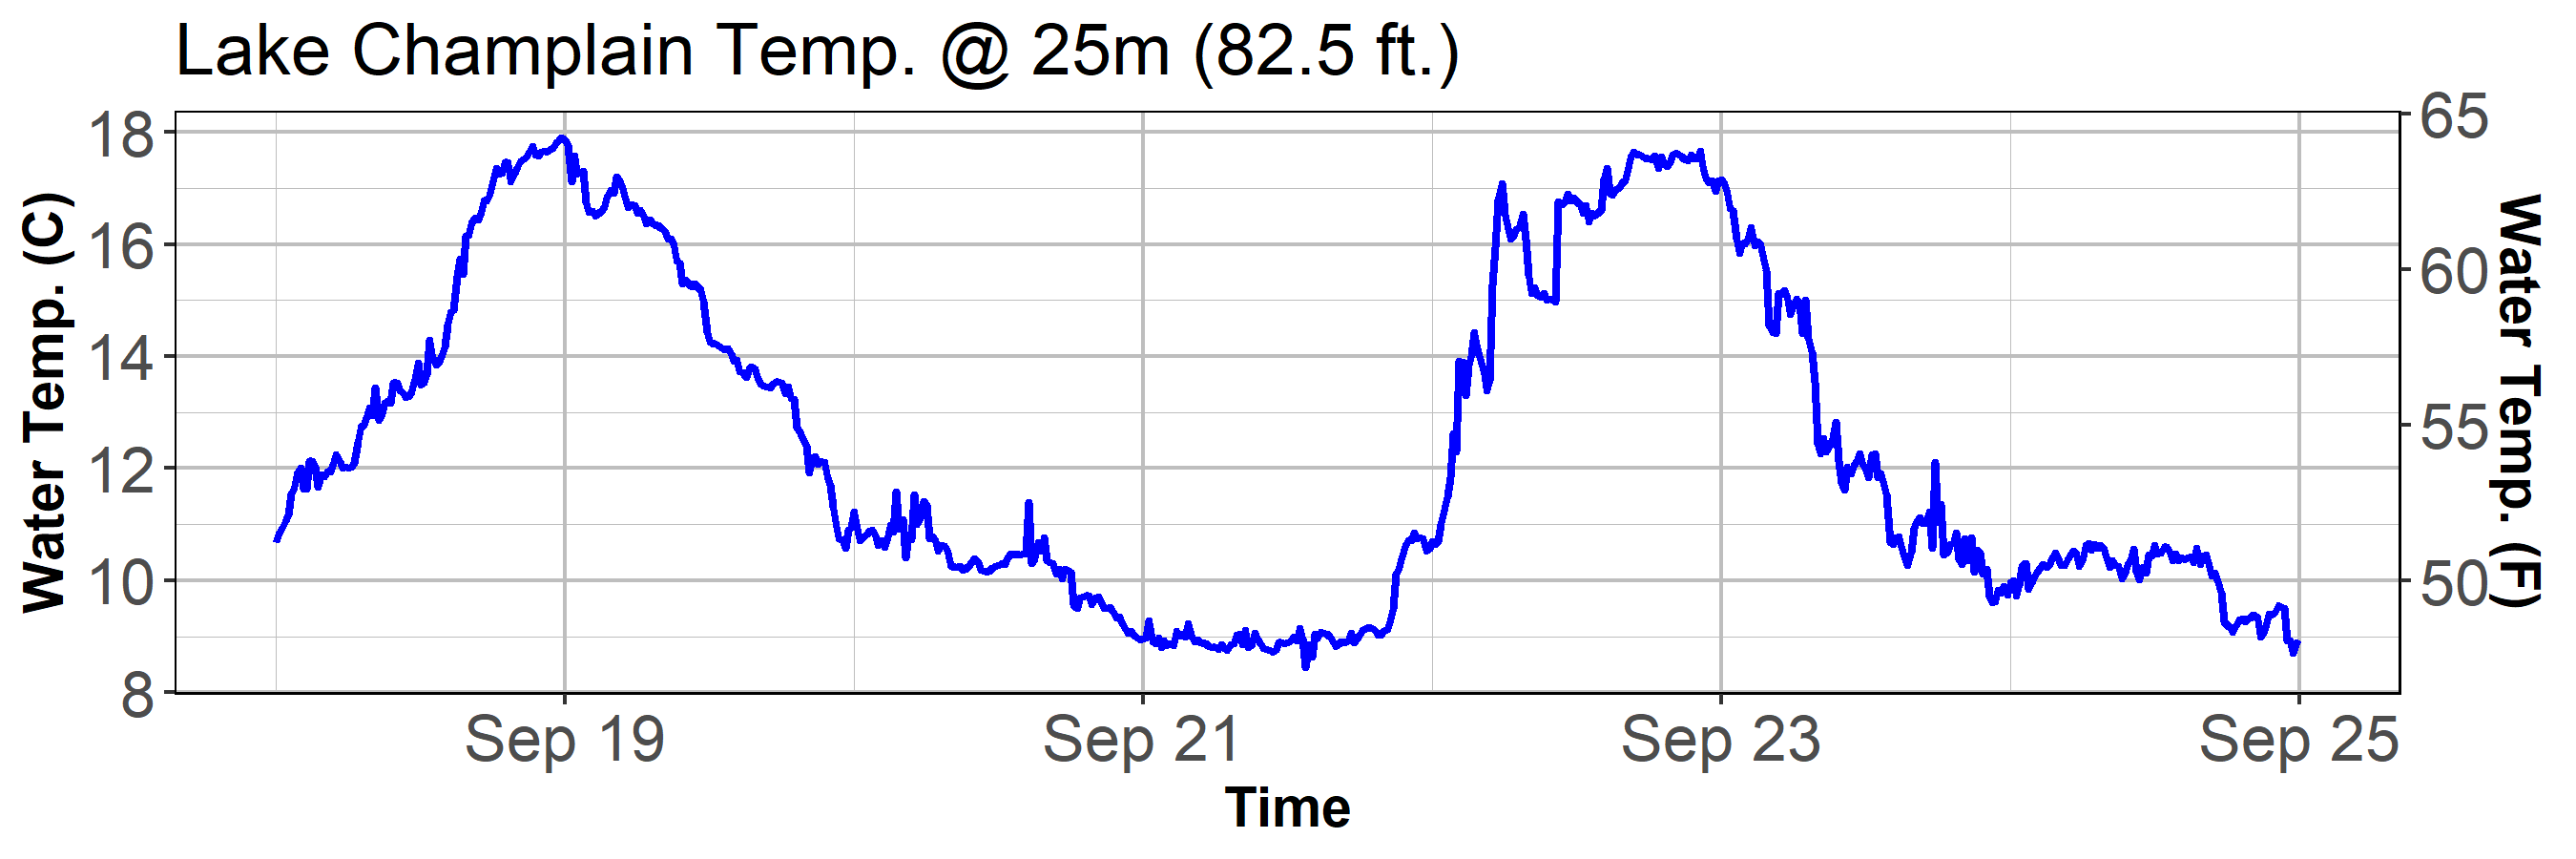 Lake Champlain Temp. @ 25m (82.5 ft.)
Water Temp. (C)
18
16
14
12
10
8
65
60
55
50
Water Temp. (F)
Sep 19 Sep 21 Sep 23 Sep 25
Time